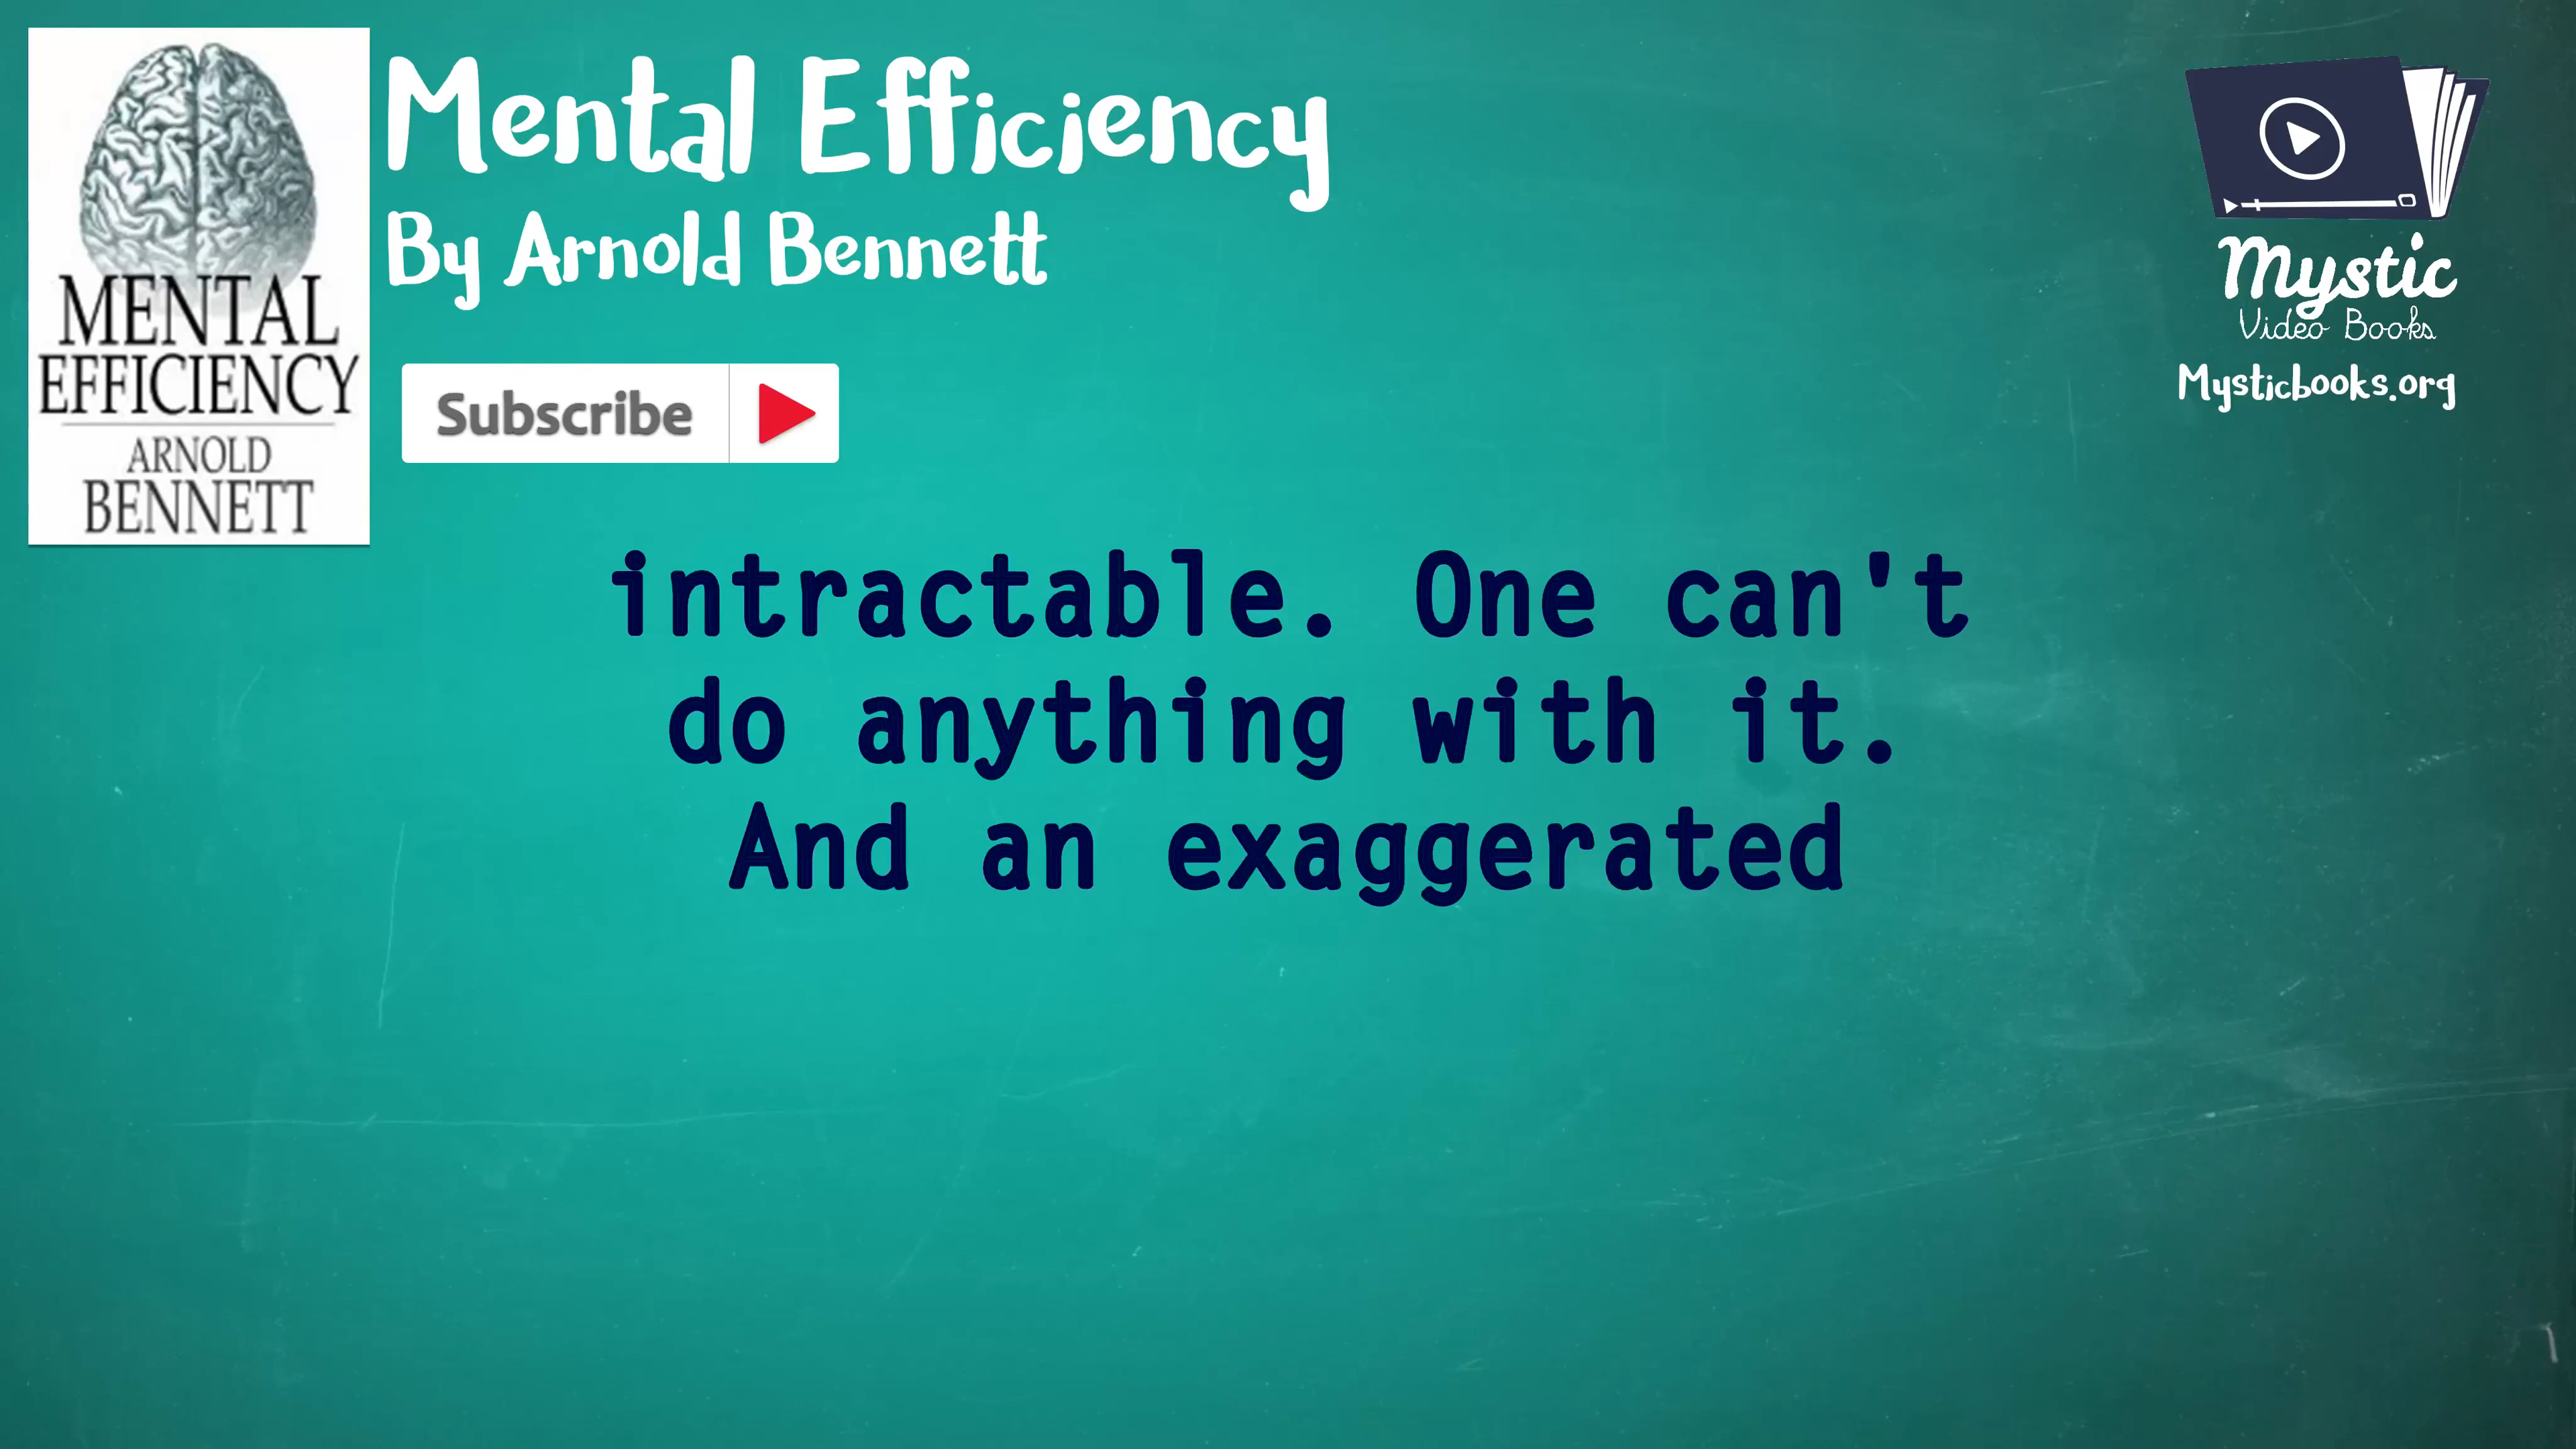 MENTAL
EFFICIENCY
ARNOLD
BENNETT
Mental Efficiency
By Arnold Bennett
Subscribe
Mystic
Video Books
Mysticbooks.org
intractable. One can't
do anything with it.
And an exaggerated